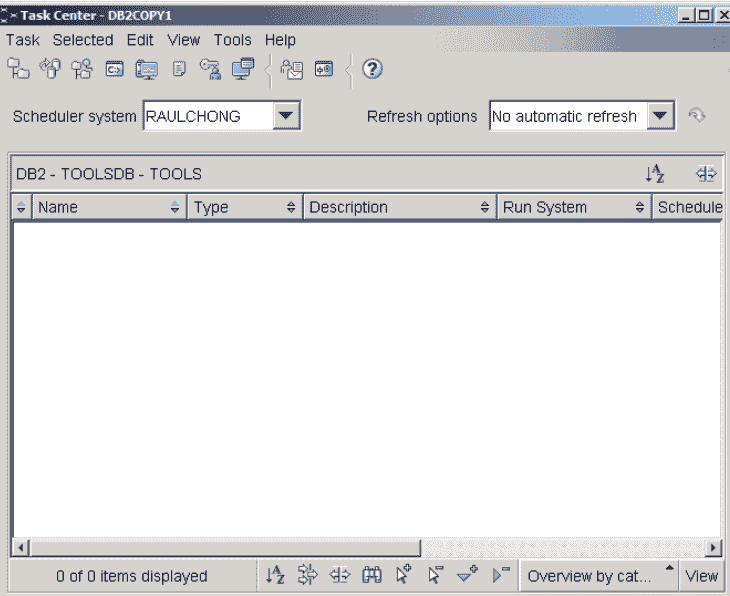 Task Center - DB2COPY1
Task Selected Edit View Tools Help
Scheduler system RAULCHONG Refresh options No automatic refresh
DB2 - TOOLSDB - TOOLS
Name Type Description Run System Schedule
0 of 0 items displayed Overview by cat... View